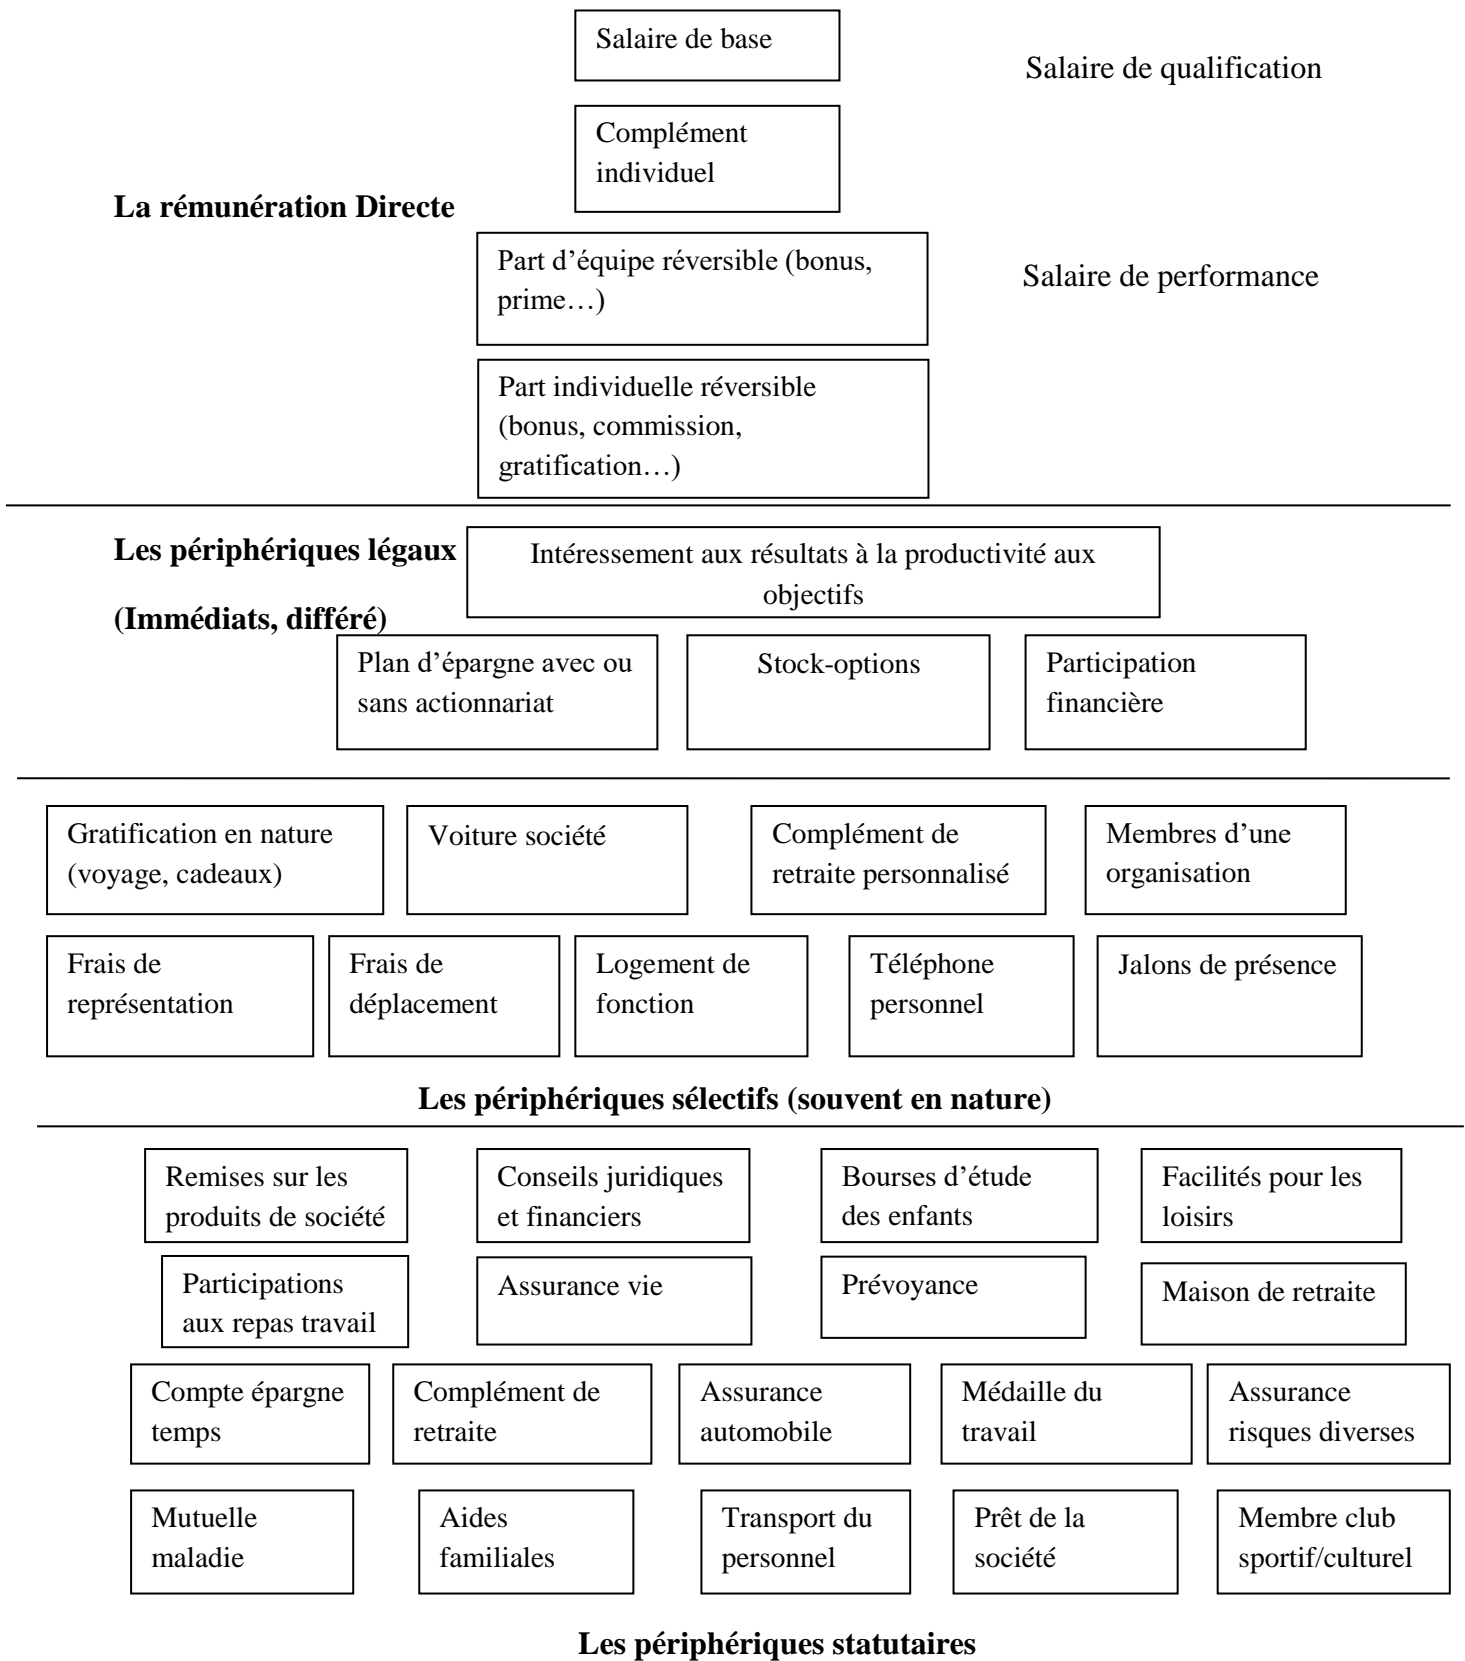 Salaire de base
Salaire de qualification
Complément
individuel
La rémunération Directe
Part d’équipe réversible (bonus,
prime…)
Salaire de performance
Part individuelle réversible
(bonus, commission,
gratification…)
Les périphériques légaux
(Immédiats, différé)
Intéressement aux résultats à la productivité aux
objectifs
Plan d’épargne avec ou
sans actionnariat
Stock-options
Participation
financière
Gratification en nature
(voyage, cadeaux)
Voiture société
Complément de
retraite personnalisé
Membres d’une
organisation
Frais de
représentation
Frais de
déplacement
Logement de
fonction
Téléphone
personnel
Jalons de présence
Les périphériques sélectifs (souvent en nature)
Remises sur les
produits de société
Conseils juridiques
et financiers
Bourses d’étude
des enfants
Facilités pour les
loisirs
Participations
aux repas travail
Assurance vie
Prévoyance
Maison de retraite
Compte épargne
temps
Complément de
retraite
Assurance
automobile
Médaille du
travail
Assurance
risques diverses
Mutuelle
maladie
Aides
familiales
Transport du
personnel
Prêt de la
société
Membre club
sportif/culturel
Les périphériques statutaires